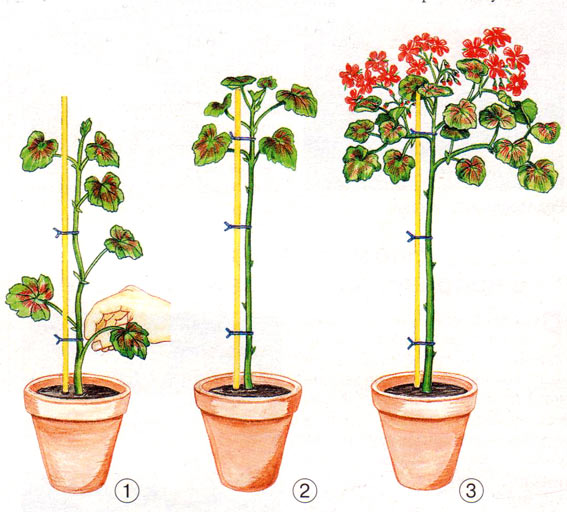 ① ② ③